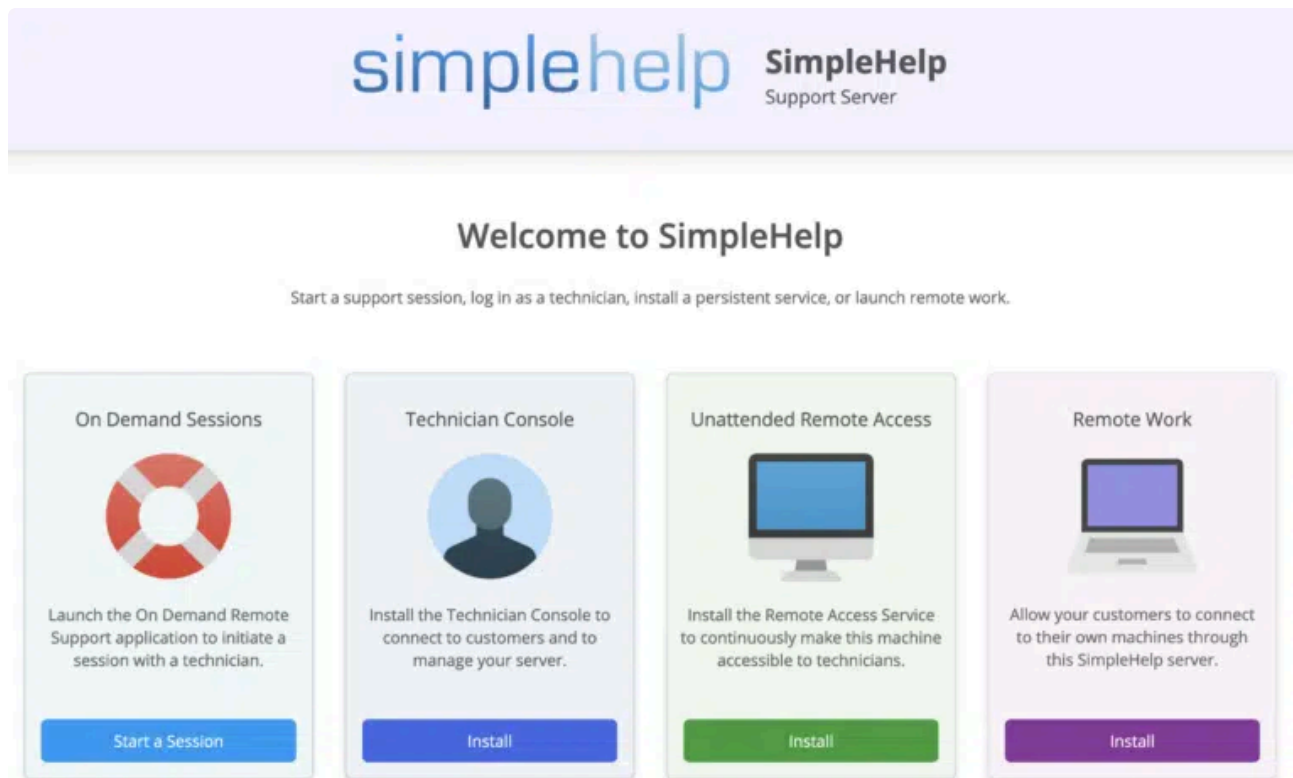 simplehelp
SimpleHelp
Support Server
Welcome to SimpleHelp
Start a support session, log in as a technician, install a persistent service, or launch remote work.
On Demand Sessions
Launch the On Demand Remote
Support application to initiate a
session with a technician.
Start a Session
Technician Console
Install the Technician Console to
connect to customers and to
manage your server.
Install
Unattended Remote Access
Install the Remote Access Service
to continuously make this machine
accessible to technicians.
Install
Remote Work
Allow your customers to connect
to their own machines through
this SimpleHelp server.
Install